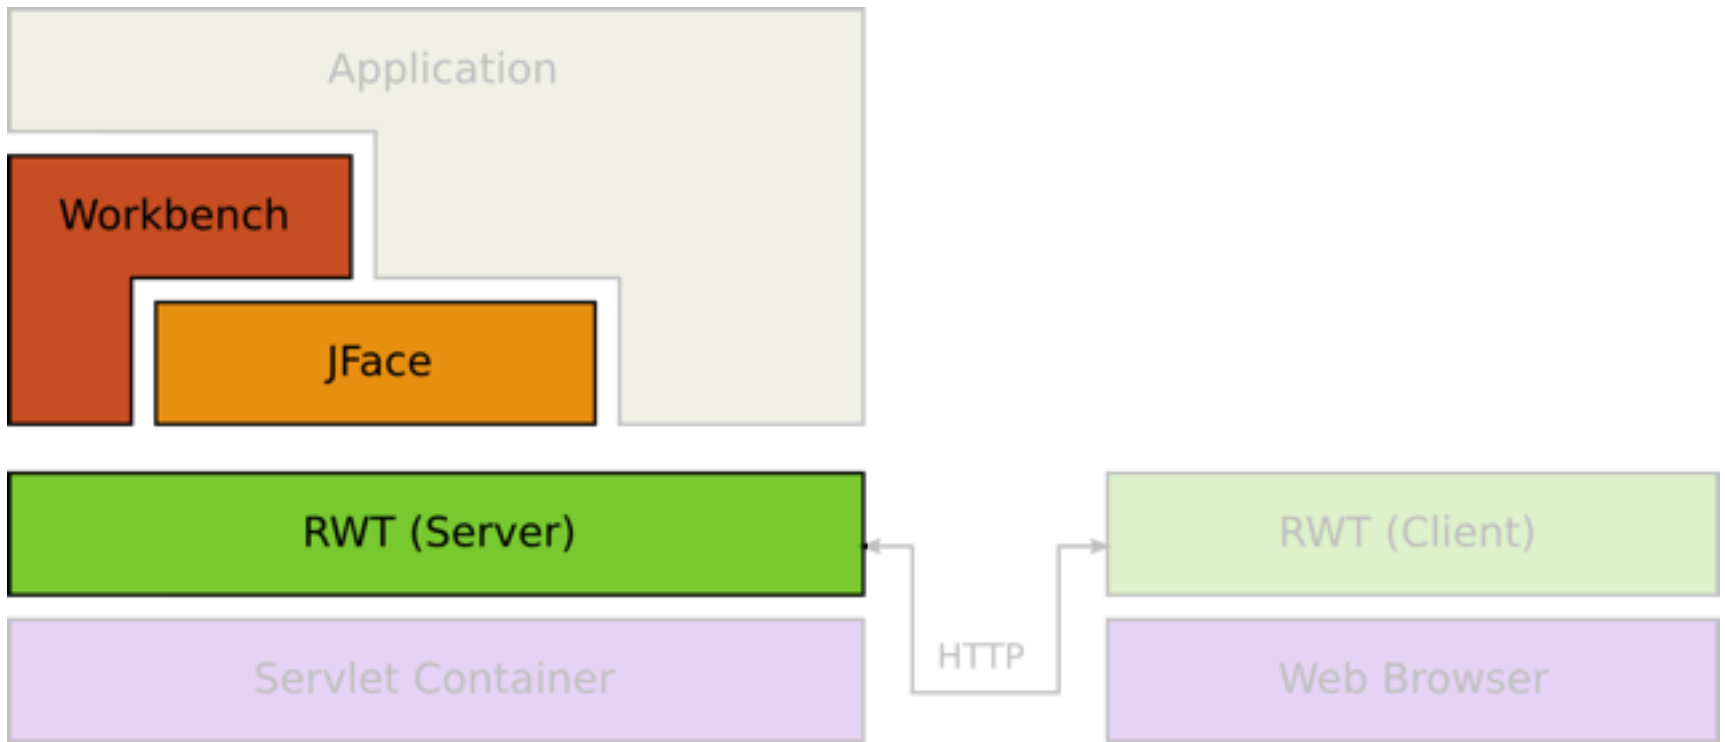 Application
Workbench
JFace
RWT (Server)
RWT (Client)
HTTP
Servlet Container
Web Browser